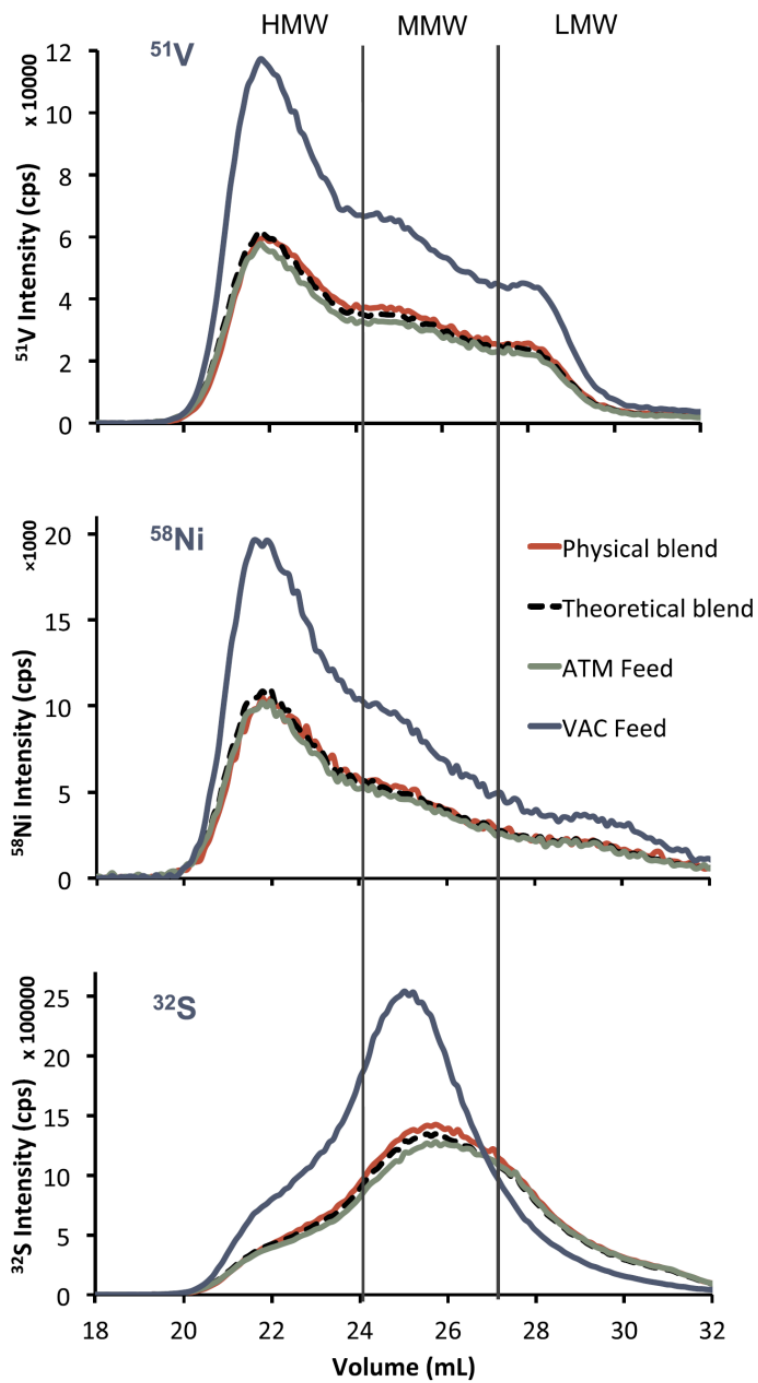 HMW MMW LMW
51V
x 10000
51V Intensity (cps)
12
10
8
6
4
2
0
58Ni
×1000
58Ni Intensity (cps)
20
15
10
5
0
Physical blend
Theoretical blend
ATM Feed
VAC Feed
32S
x 100000
32S Intensity (cps)
25
20
15
10
5
0
18 20 22 24 26 28 30 32
Volume (mL)